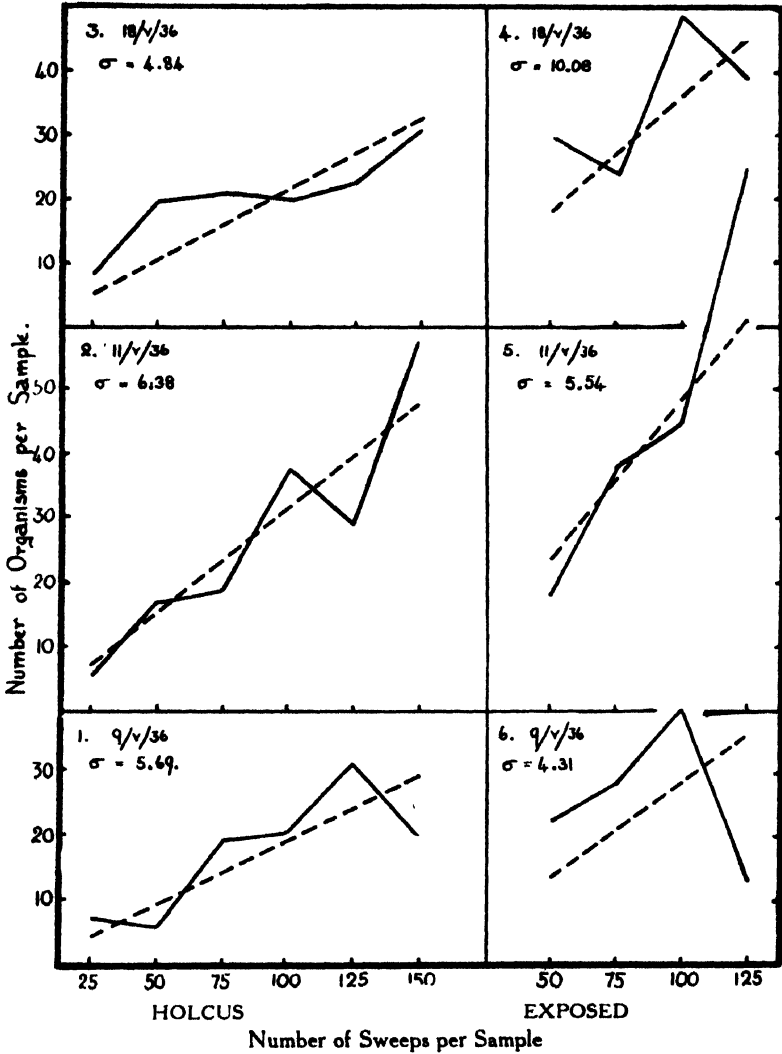 3. 18/v/36
σ = 4.84
4. 18/v/36
σ = 10.08
40
30
20
10
2. 11/v/36
σ = 6.38
5. 11/v/36
σ = 5.54
50
40
30
20
10
1. 9/v/36
σ = 5.69.
6. 9/v/36
σ = 4.31
30
20
10
Number of Organisms per Sample.
25 50 75 100 125 150 50 75 100 125
HOLCUS EXPOSED
Number of Sweeps per Sample